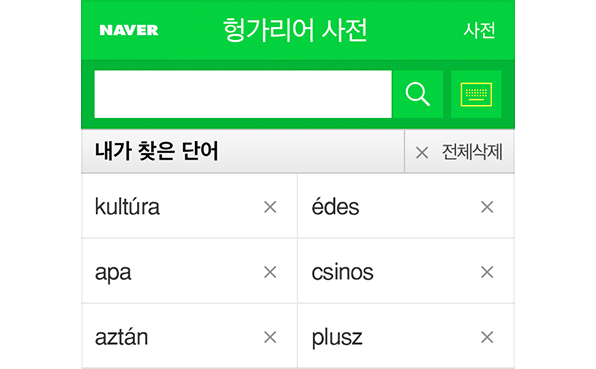 NAVER 헝가리어 사전 사전
내가 찾은 단어 × 전체삭제
kultúra × édes ×
apa × csinos ×
aztán × plusz ×